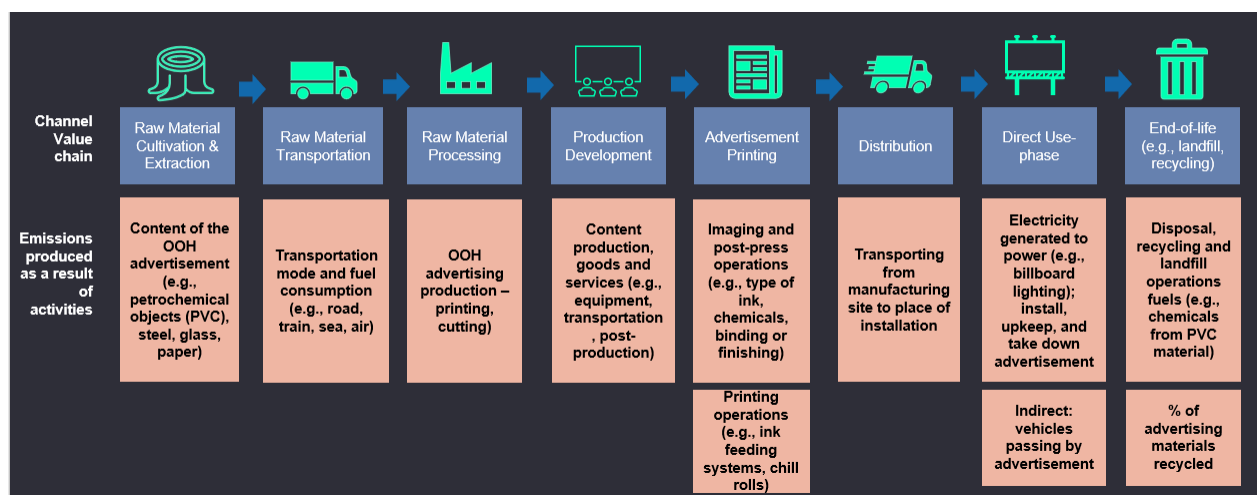 Channel
Value
chain
Raw Material
Cultivation &
Extraction
Raw Material
Transportation
Raw Material
Processing
Production
Development
Advertisement
Printing
Distribution
Direct Use-
phase
End-of-life
(e.g., landfill,
recycling)
Emissions
produced
as a result
of
activities
Content of the
OOH
advertisement
(e.g.,
petrochemical
objects (PVC),
steel, glass,
paper)
Transportation
mode and fuel
consumption
(e.g., road,
train, sea, air)
OOH
advertising
production –
printing,
cutting)
Content
production,
goods and
services (e.g.,
equipment,
transportation
, post-
production)
Imaging and
post-press
operations
(e.g., type of
ink,
chemicals,
binding or
finishing)
Transporting
from
manufacturing
site to place of
installation
Electricity
generated to
power (e.g.,
billboard
lighting);
install,
upkeep, and
take down
advertisement
Disposal,
recycling and
landfill
operations
fuels (e.g.,
chemicals
from PVC
material)
Printing
operations
(e.g., ink
feeding
systems, chill
rolls)
Indirect:
vehicles
passing by
advertisement
% of
advertising
materials
recycled